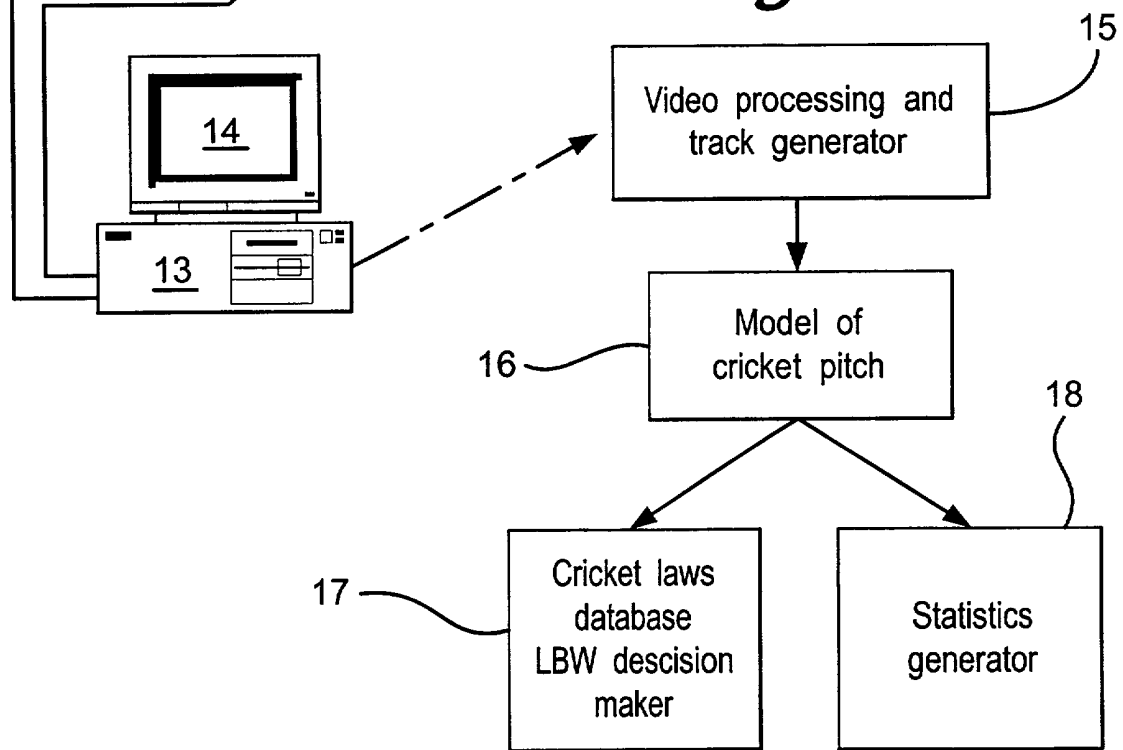 15
Video processing and
track generator
14
13
Model of
cricket pitch
16
18
Cricket laws
database
LBW descision
maker
17
Statistics
generator